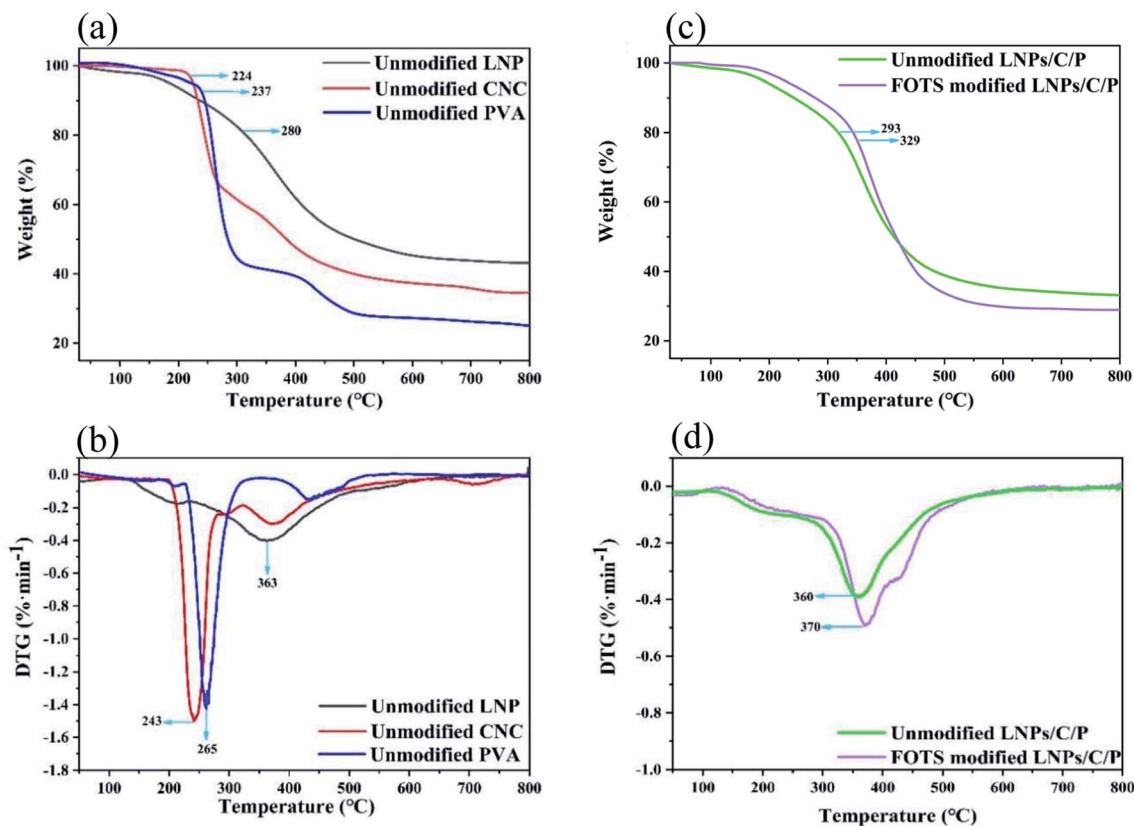 (a)
Unmodified LNP
Unmodified CNC
Unmodified PVA
224
237
280
Weight (%)
100
80
60
40
20
100 200 300 400 500 600 700 800
Temperature (°C)
(c)
Unmodified LNPs/C/P
FOTS modified LNPs/C/P
293
329
Weight (%)
100
80
60
40
20
100 200 300 400 500 600 700 800
Temperature (°C)
(b)
DTG (%·min⁻¹)
0.0
-0.2
-0.4
-0.6
-0.8
-1.0
-1.2
-1.4
-1.6
-1.8
363
243
265
Unmodified LNP
Unmodified CNC
Unmodified PVA
100 200 300 400 500 600 700 800
Temperature (°C)
(d)
DTG (%·min⁻¹)
0.0
-0.2
-0.4
-0.6
-0.8
-1.0
360
370
Unmodified LNPs/C/P
FOTS modified LNPs/C/P
100 200 300 400 500 600 700 800
Temperature (°C)